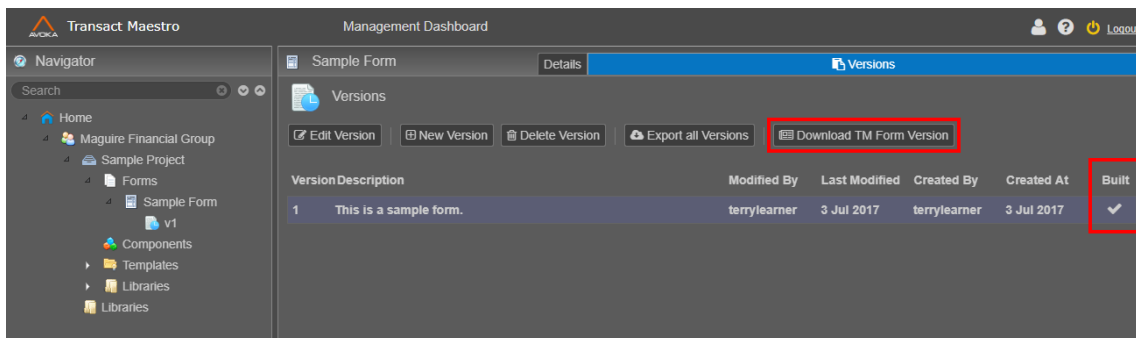 AVOKA Transact Maestro Management Dashboard Logou
Navigator Sample Form Details Versions
Search
Versions
Home
Maguire Financial Group
Edit Version New Version Delete Version Export all Versions Download TM Form Version
Sample Project
Forms
Version Description Modified By Last Modified Created By Created At Built
Sample Form
1 This is a sample form. terrylearner 3 Jul 2017 terrylearner 3 Jul 2017
v1
Components
Templates
Libraries
Libraries